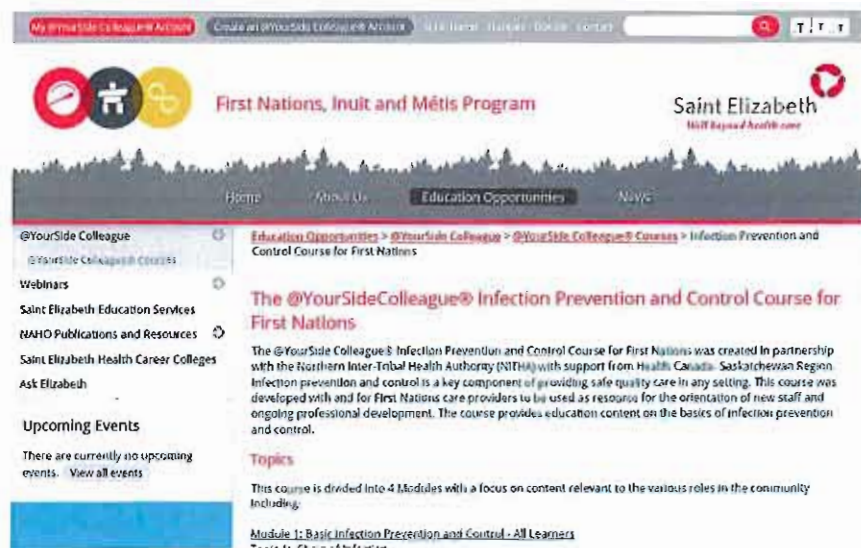 My @YourSide Colleague® Account
Create an @YourSide Colleague® Account
Contact
T T T
First Nations, Inuit and Métis Program
Saint Elizabeth
Well beyond health care
Home About Us Education Opportunities News
@YourSide Colleague
@YourSide Colleague® Courses
Webinars
Saint Elizabeth Education Services
NAHO Publications and Resources
Saint Elizabeth Health Career Colleges
Ask Elizabeth
Upcoming Events
There are currently no upcoming
events. View all events
Education Opportunities > @YourSide Colleague > @YourSide Colleague® Courses > Infection Prevention and
Control Course for First Nations
The @YourSideColleague® Infection Prevention and Control Course for
First Nations
The @YourSide Colleague® Infection Prevention and Control Course for First Nations was created in partnership
with the Northern Inter-Tribal Health Authority (NITHA) with support from Health Canada- Saskatchewan Region.
Infection prevention and control is a key component of providing safe quality care in any setting. This course was
developed with and for First Nations care providers to be used as resource for the orientation of new staff and
ongoing professional development. The course provides education content on the basics of infection prevention
and control.
Topics
This course is divided into 4 Modules with a focus on content relevant to the various roles in the community
including:
Module 1: Basic Infection Prevention and Control - All Learners